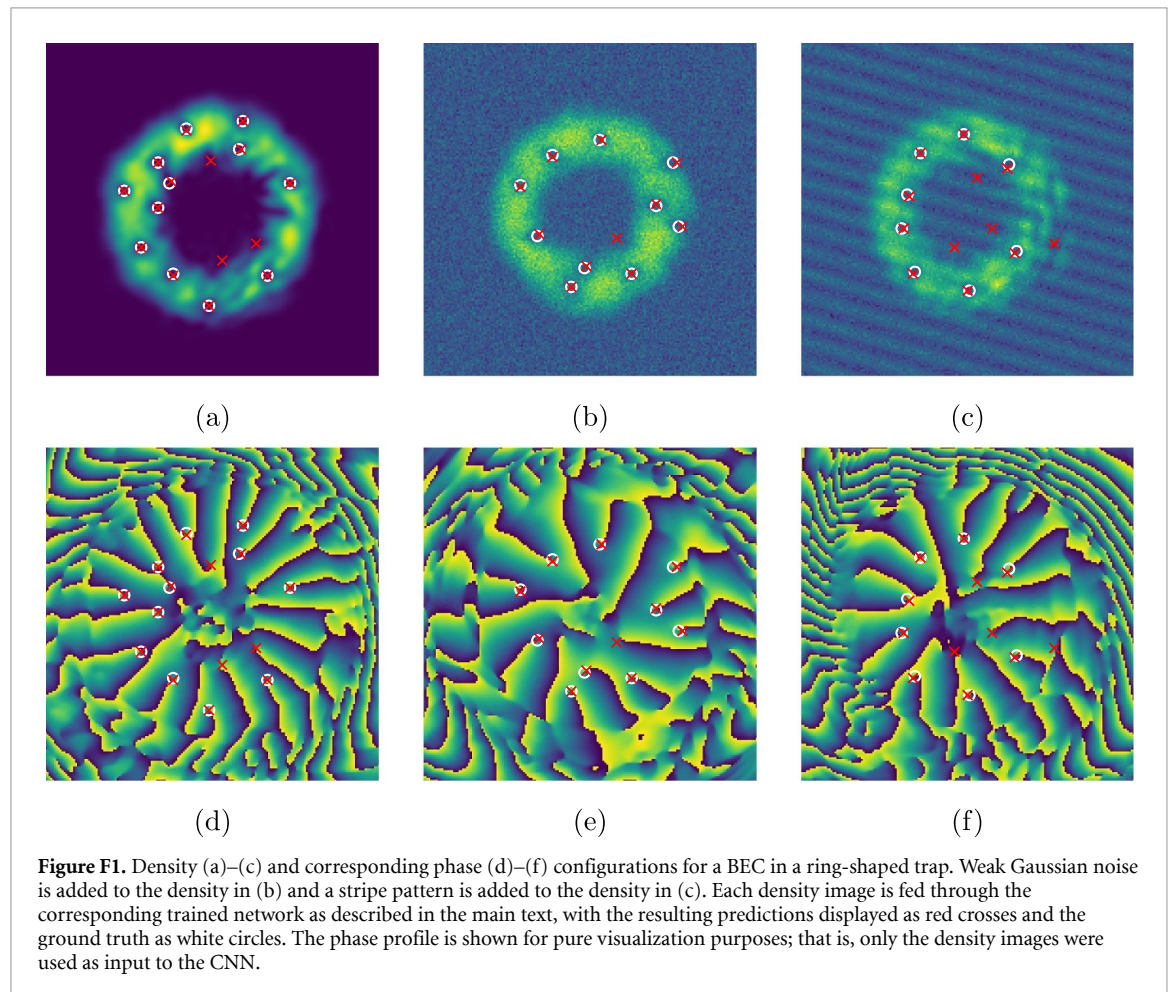 (a)
(b)
(c)
(d)
(e)
(f)
Figure F1. Density (a)–(c) and corresponding phase (d)–(f) configurations for a BEC in a ring-shaped trap. Weak Gaussian noise
is added to the density in (b) and a stripe pattern is added to the density in (c). Each density image is fed through the
corresponding trained network as described in the main text, with the resulting predictions displayed as red crosses and the
ground truth as white circles. The phase profile is shown for pure visualization purposes; that is, only the density images were
used as input to the CNN.